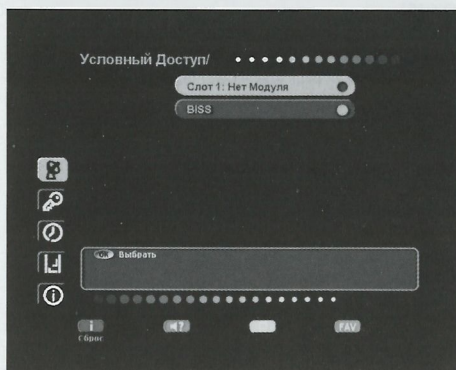 Условный Доступ/
Слот 1: Нет Модуля
BISS
OK Выбрать
i
?
FAV
Сброс